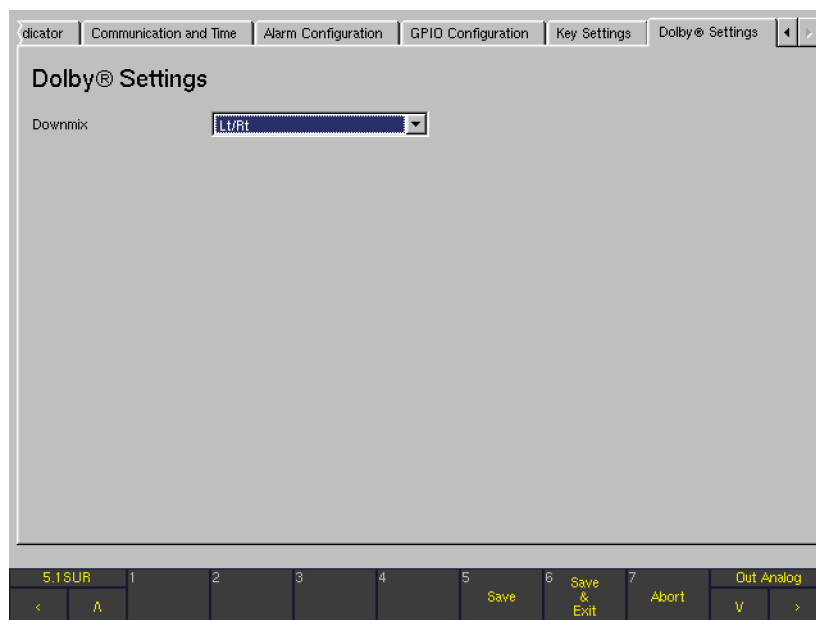 dicator Communication and Time Alarm Configuration GPIO Configuration Key Settings Dolby® Settings
Dolby® Settings
Downmix Lt/Rt
5.1SUR 1 2 3 4 5 Save 6 Save & Exit 7 Abort Out Analog
< Λ V >